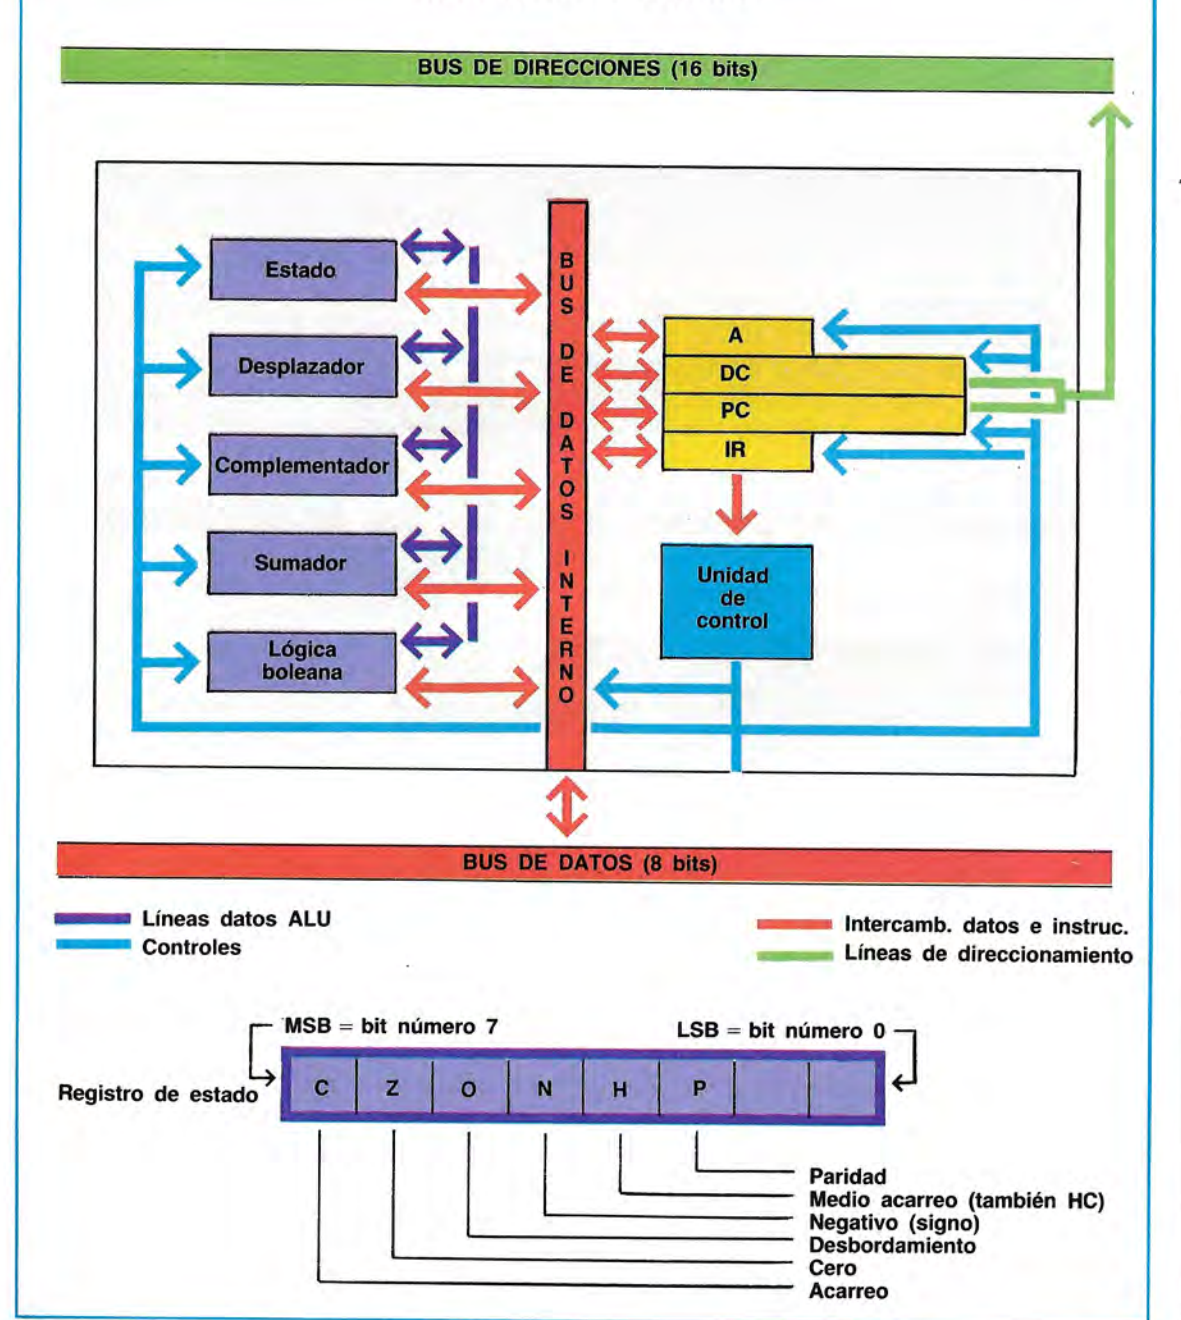 BUS DE DIRECCIONES (16 bits)
Estado
Desplazador
Complementador
Sumador
Lógica
boleana
BUS DE DATOS INTERNO
A
DC
PC
IR
Unidad
de
control
BUS DE DATOS (8 bits)
Líneas datos ALU
Controles
Intercamb. datos e instruc.
Líneas de direccionamiento
MSB = bit número 7
LSB = bit número 0
Registro de estado
C Z O N H P
Paridad
Medio acarreo (también HC)
Negativo (signo)
Desbordamiento
Cero
Acarreo